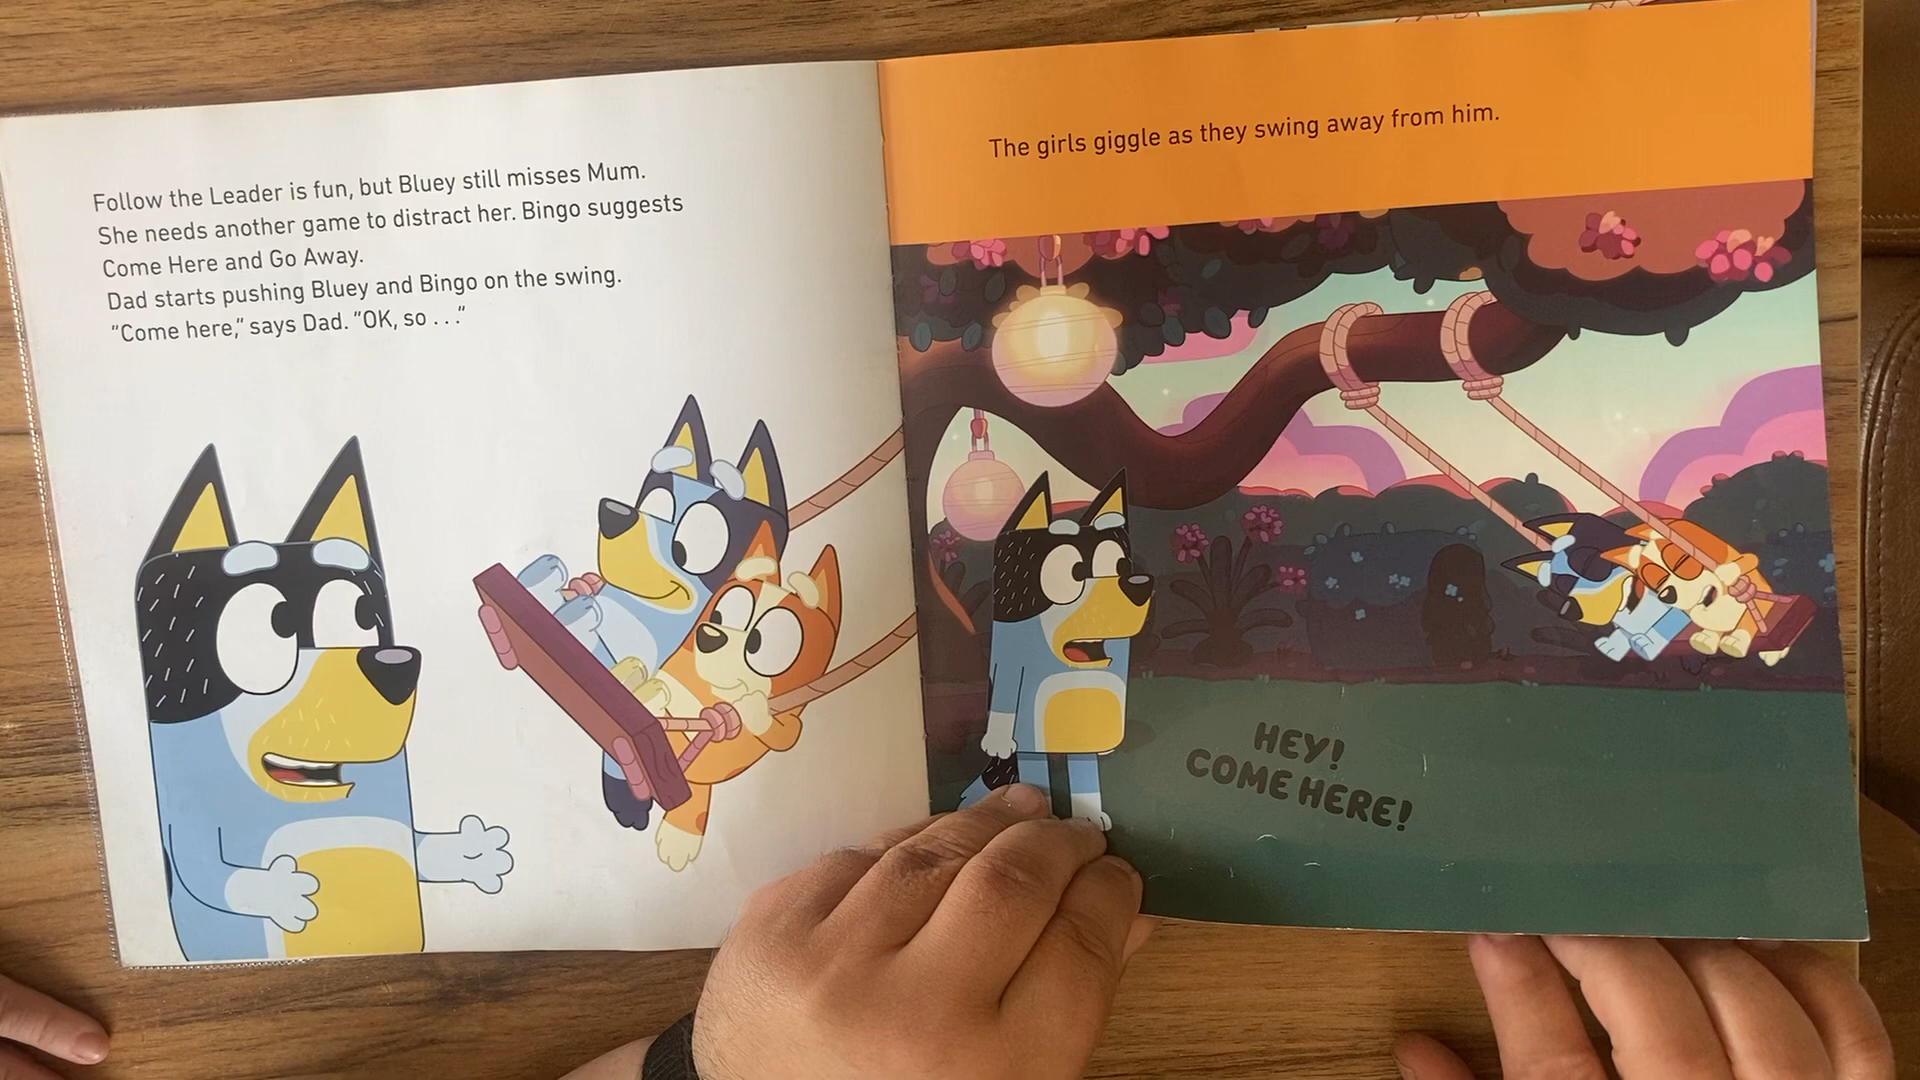 Follow the Leader is fun, but Bluey still misses Mum.
She needs another game to distract her. Bingo suggests
Come Here and Go Away.
Dad starts pushing Bluey and Bingo on the swing.
“Come here,” says Dad. “OK, so . . .”
The girls giggle as they swing away from him.
HEY!
COME HERE!